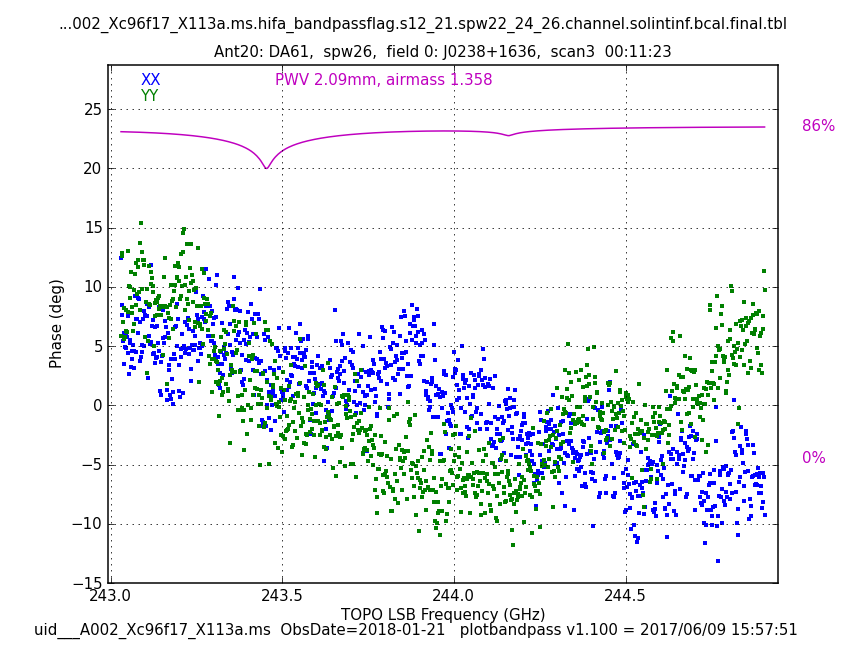 ...002_Xc96f17_X113a.ms.hifa_bandpassflag.s12_21.spw22_24_26.channel.solintinf.bcal.final.tbl
Ant20: DA61, spw26, field 0: J0238+1636, scan3 00:11:23
XX
PWV 2.09mm, airmass 1.358
YY
25
86%
20
15
10
5
0
−5
0%
−10
−15
Phase (deg)
243.0 243.5 244.0 244.5
TOPO LSB Frequency (GHz)
uid___A002_Xc96f17_X113a.ms ObsDate=2018-01-21 plotbandpass v1.100 = 2017/06/09 15:57:51